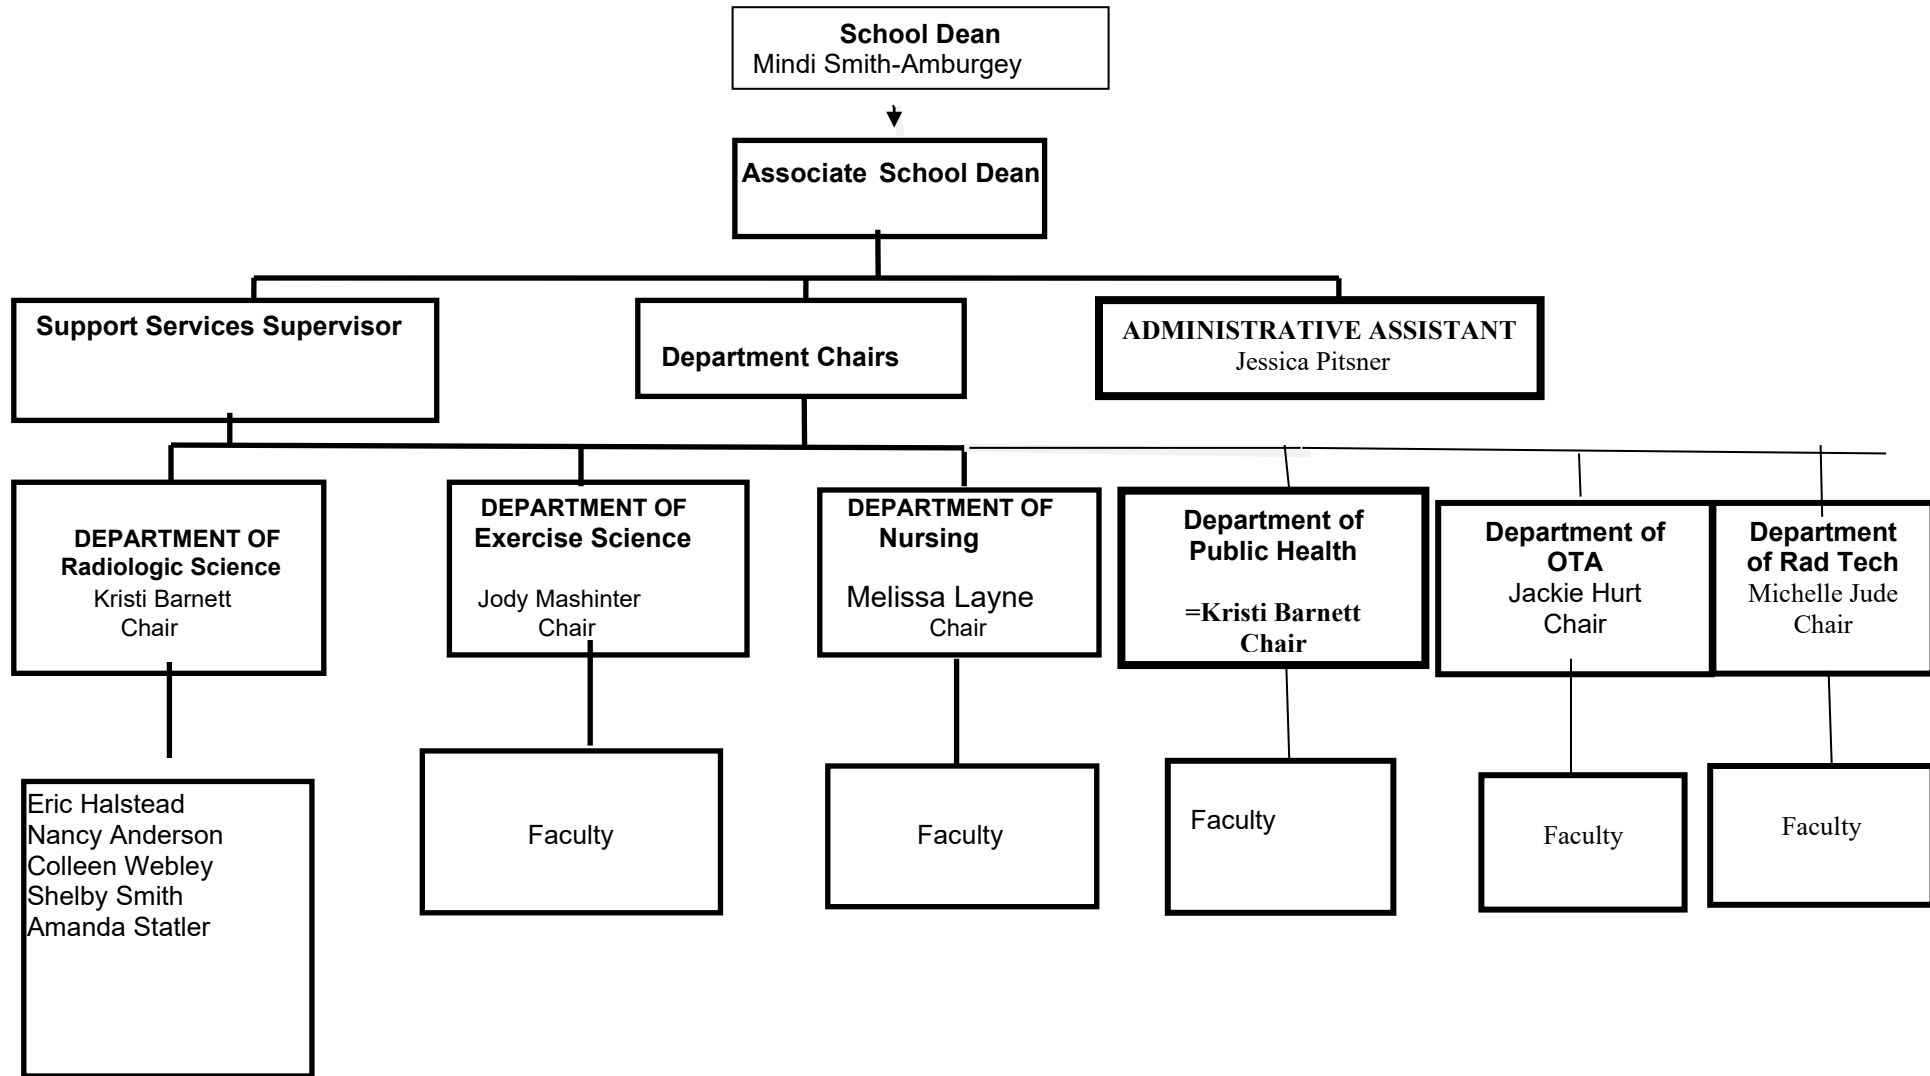 School Dean
Mindi Smith-Amburgey
Associate School Dean
Support Services Supervisor
Department Chairs
ADMINISTRATIVE ASSISTANT
Jessica Pitsner
DEPARTMENT OF
Radiologic Science
Kristi Barnett
Chair
DEPARTMENT OF
Exercise Science
Jody Mashinter
Chair
DEPARTMENT OF
Nursing
Melissa Layne
Chair
Department of
Public Health
=Kristi Barnett
Chair
Department of
OTA
Jackie Hurt
Chair
Department
of Rad Tech
Michelle Jude
Chair
Eric Halstead
Nancy Anderson
Colleen Webley
Shelby Smith
Amanda Statler
Faculty
Faculty
Faculty
Faculty
Faculty